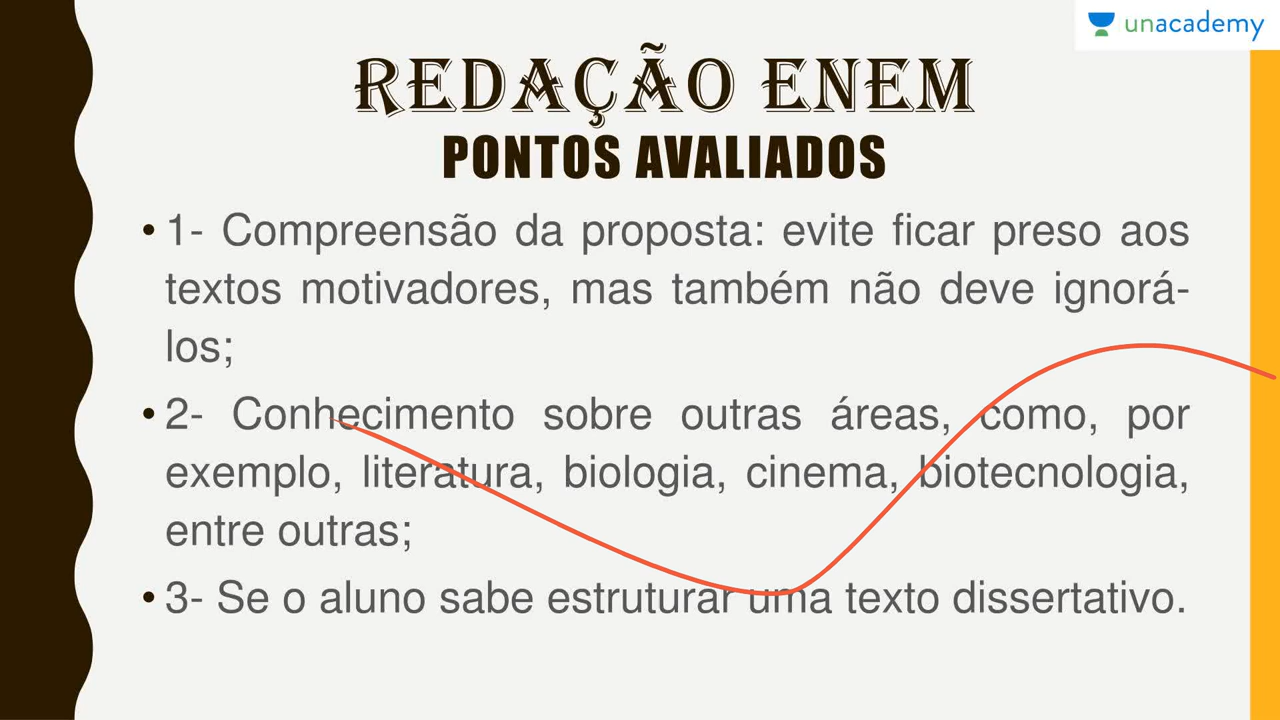 unacademy
REDAÇÃO ENEM
PONTOS AVALIADOS
• 1- Compreensão da proposta: evite ficar preso aos
textos motivadores, mas também não deve ignorá-
los;
• 2- Conhecimento sobre outras áreas, como, por
exemplo, literatura, biologia, cinema, biotecnologia,
entre outras;
• 3- Se o aluno sabe estruturar uma texto dissertativo.